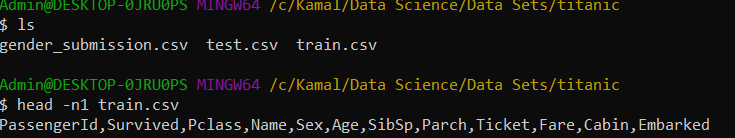 Admin@DESKTOP-0JRU0PS MINGW64 /c/Kamal/Data Science/Data Sets/titanic
$ ls
gender_submission.csv  test.csv  train.csv
Admin@DESKTOP-0JRU0PS MINGW64 /c/Kamal/Data Science/Data Sets/titanic
$ head -n1 train.csv
PassengerId,Survived,Pclass,Name,Sex,Age,SibSp,Parch,Ticket,Fare,Cabin,Embarked